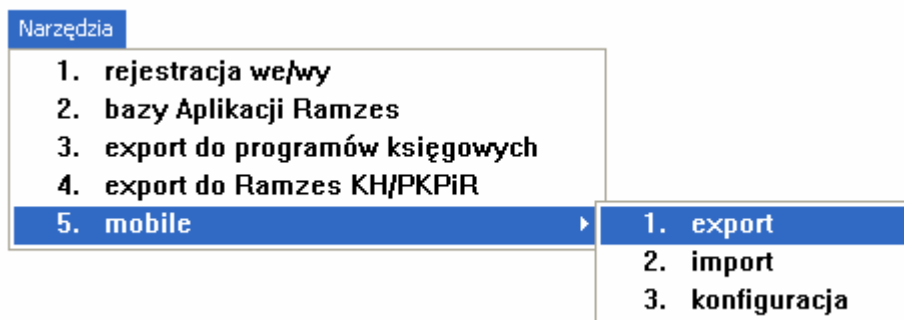 Narzędzia
1. rejestracja we/wy
2. bazy Aplikacji Ramzes
3. export do programów księgowych
4. export do Ramzes KH/PKPiR
5. mobile
1. export
2. import
3. konfiguracja